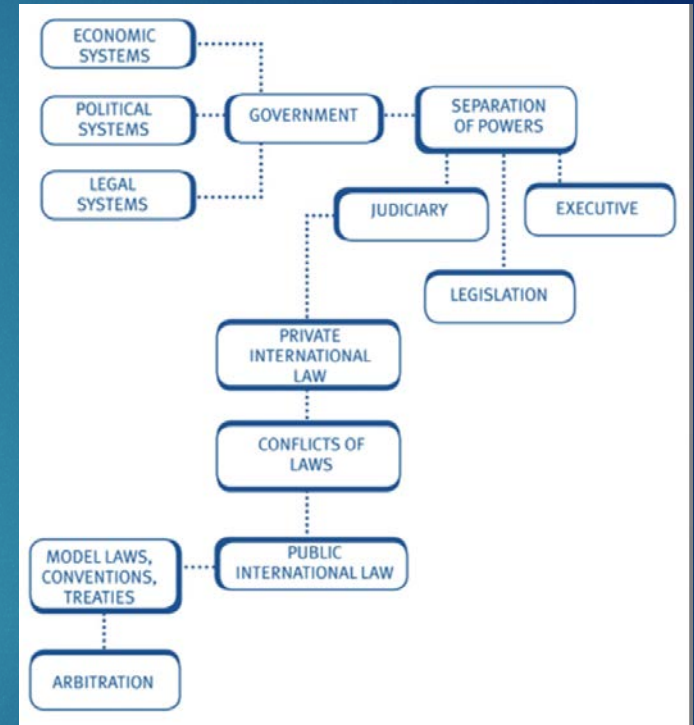 ECONOMIC
SYSTEMS
POLITICAL
SYSTEMS
LEGAL
SYSTEMS
GOVERNMENT
SEPARATION
OF POWERS
JUDICIARY
EXECUTIVE
LEGISLATION
PRIVATE
INTERNATIONAL
LAW
CONFLICTS OF
LAWS
PUBLIC
INTERNATIONAL LAW
MODEL LAWS,
CONVENTIONS,
TREATIES
ARBITRATION